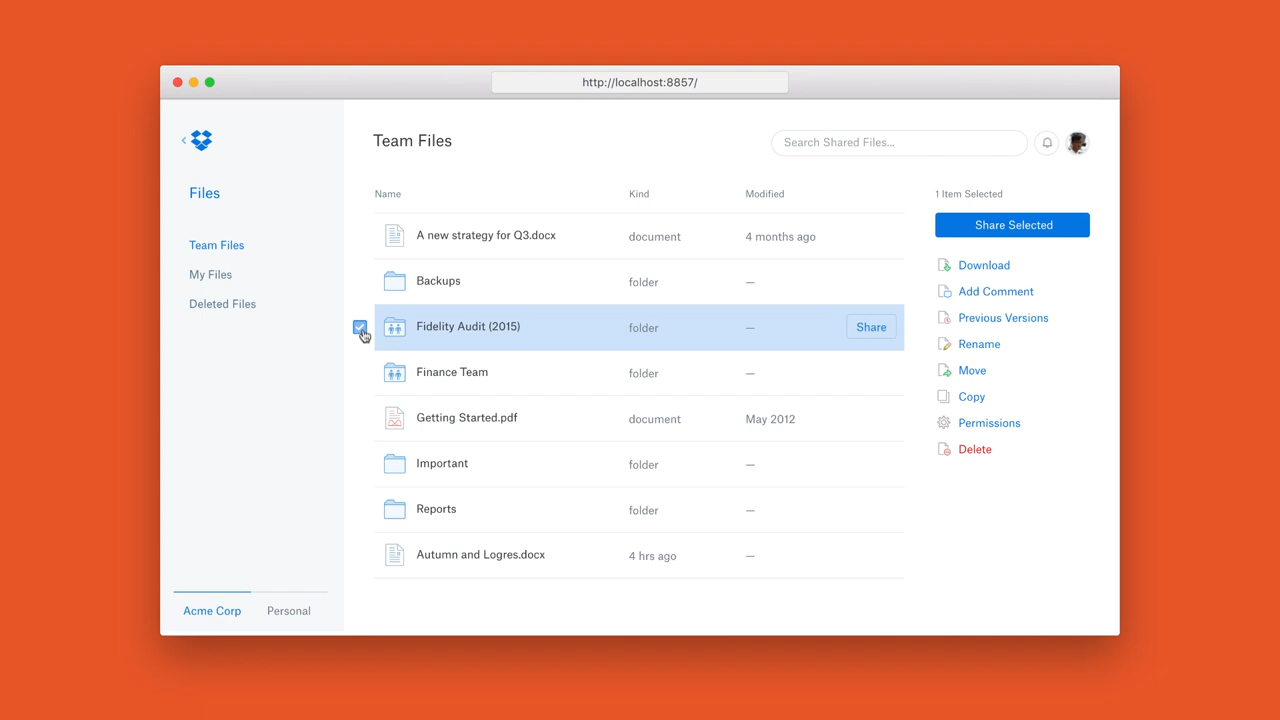 http://localhost:8857/
Team Files
Search Shared Files...
Files
Team Files
My Files
Deleted Files
Acme Corp Personal
Name Kind Modified
A new strategy for Q3.docx document 4 months ago
Backups folder —
Fidelity Audit (2015) folder — Share
Finance Team folder —
Getting Started.pdf document May 2012
Important folder —
Reports folder —
Autumn and Logres.docx 4 hrs ago —
1 Item Selected
Share Selected
Download
Add Comment
Previous Versions
Rename
Move
Copy
Permissions
Delete